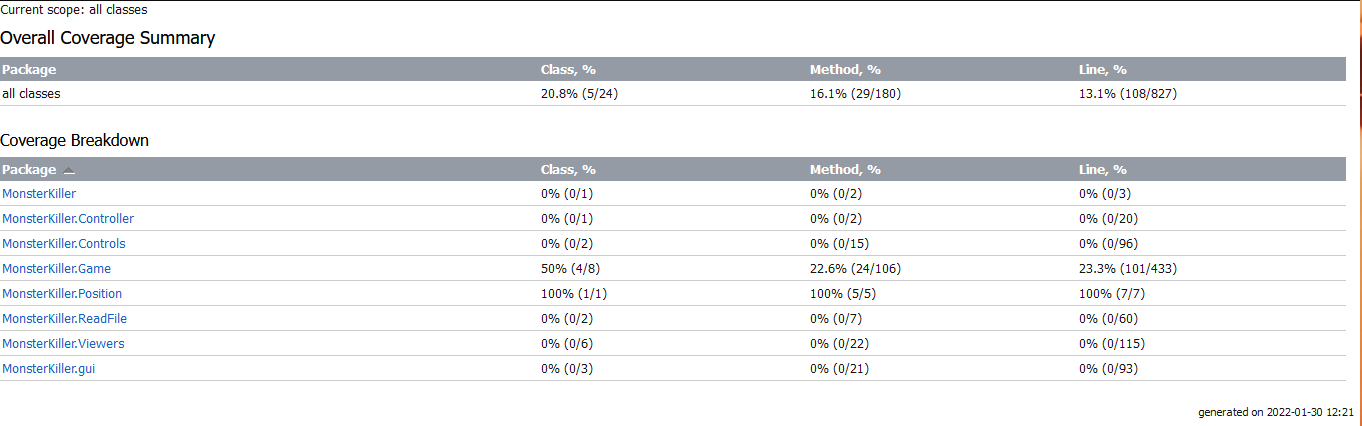 Current scope: all classes
Overall Coverage Summary
Package Class, % Method, % Line, %
all classes 20.8% (5/24) 16.1% (29/180) 13.1% (108/827)
Coverage Breakdown
Package Class, % Method, % Line, %
MonsterKiller 0% (0/1) 0% (0/2) 0% (0/3)
MonsterKiller.Controller 0% (0/1) 0% (0/2) 0% (0/20)
MonsterKiller.Controls 0% (0/2) 0% (0/15) 0% (0/96)
MonsterKiller.Game 50% (4/8) 22.6% (24/106) 23.3% (101/433)
MonsterKiller.Position 100% (1/1) 100% (5/5) 100% (7/7)
MonsterKiller.ReadFile 0% (0/2) 0% (0/7) 0% (0/60)
MonsterKiller.Viewers 0% (0/6) 0% (0/22) 0% (0/115)
MonsterKiller.gui 0% (0/3) 0% (0/21) 0% (0/93)
generated on 2022-01-30 12:21